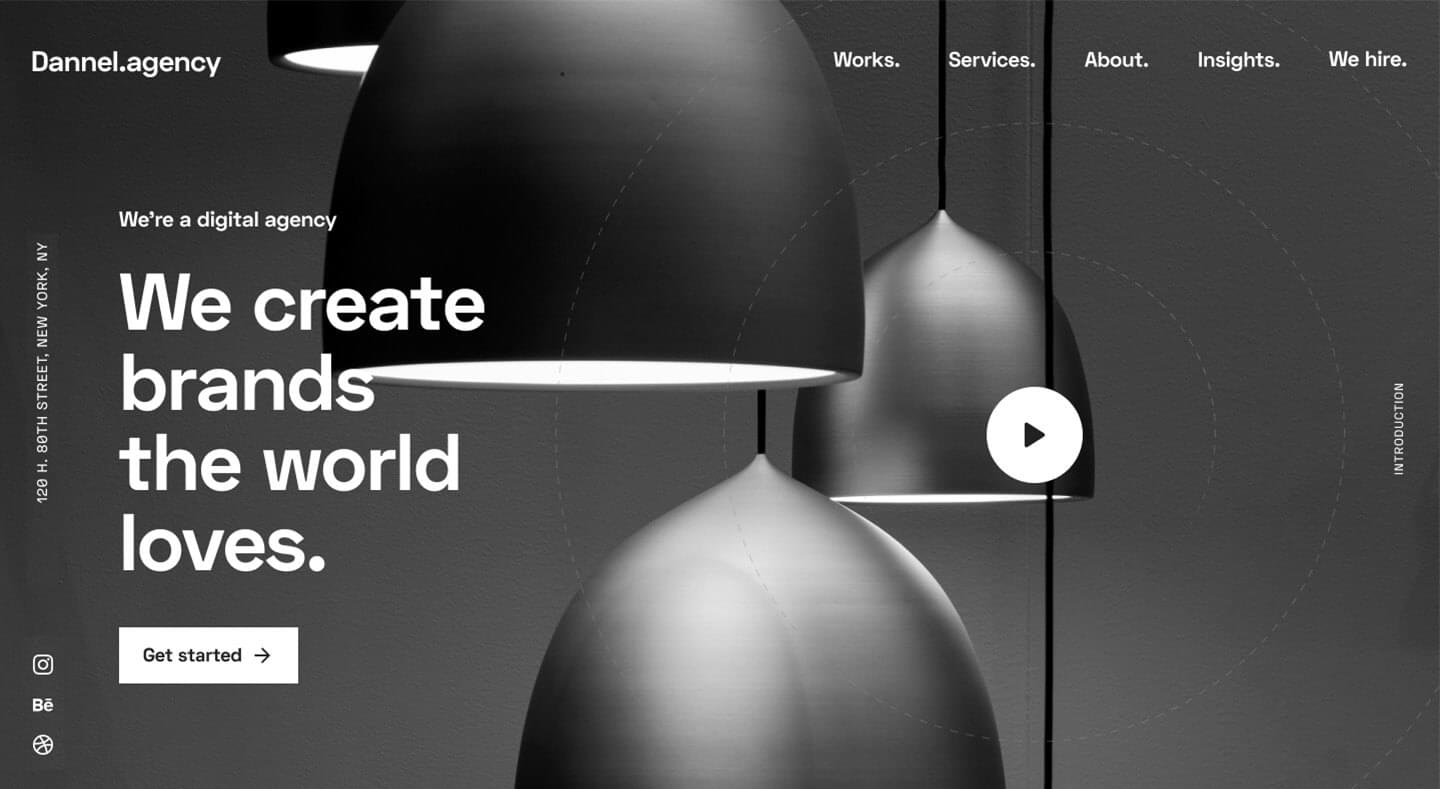 Dannel.agency
Works. Services. About. Insights. We hire.
We're a digital agency
We create
brands
the world
loves.
Get started →
120 H. 80TH STREET, NEW YORK, NY
INTRODUCTION
Bē